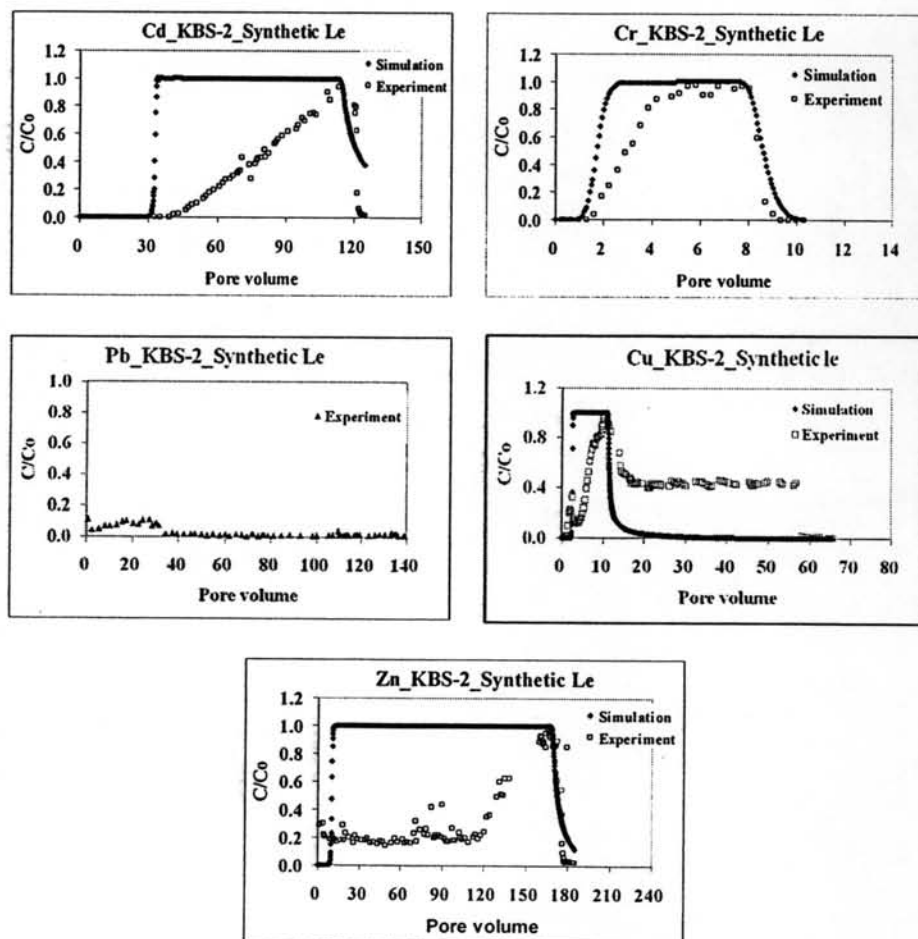 Cd_KBS-2_Synthetic Le
1.2
1.0
0.8
0.6
0.4
0.2
0.0
C/Co
Simulation
Experiment
0 30 60 90 120 150
Pore volume
Cr_KBS-2_Synthetic Le
1.2
1.0
0.8
0.6
0.4
0.2
0.0
C/Co
Simulation
Experiment
0 2 4 6 8 10 12 14
Pore volume
Pb_KBS-2_Synthetic Le
1.0
0.8
0.6
0.4
0.2
0.0
C/Co
Experiment
0 20 40 60 80 100 120 140
Pore volume
Cu_KBS-2_Synthetic le
1.2
0.8
0.4
0.0
C/Co
Simulation
Experiment
0 10 20 30 40 50 60 70 80
Pore volume
Zn_KBS-2_Synthetic Le
1.2
1.0
0.8
0.6
0.4
0.2
0.0
C/Co
Simulation
Experiment
0 30 60 90 120 150 180 210 240
Pore volume